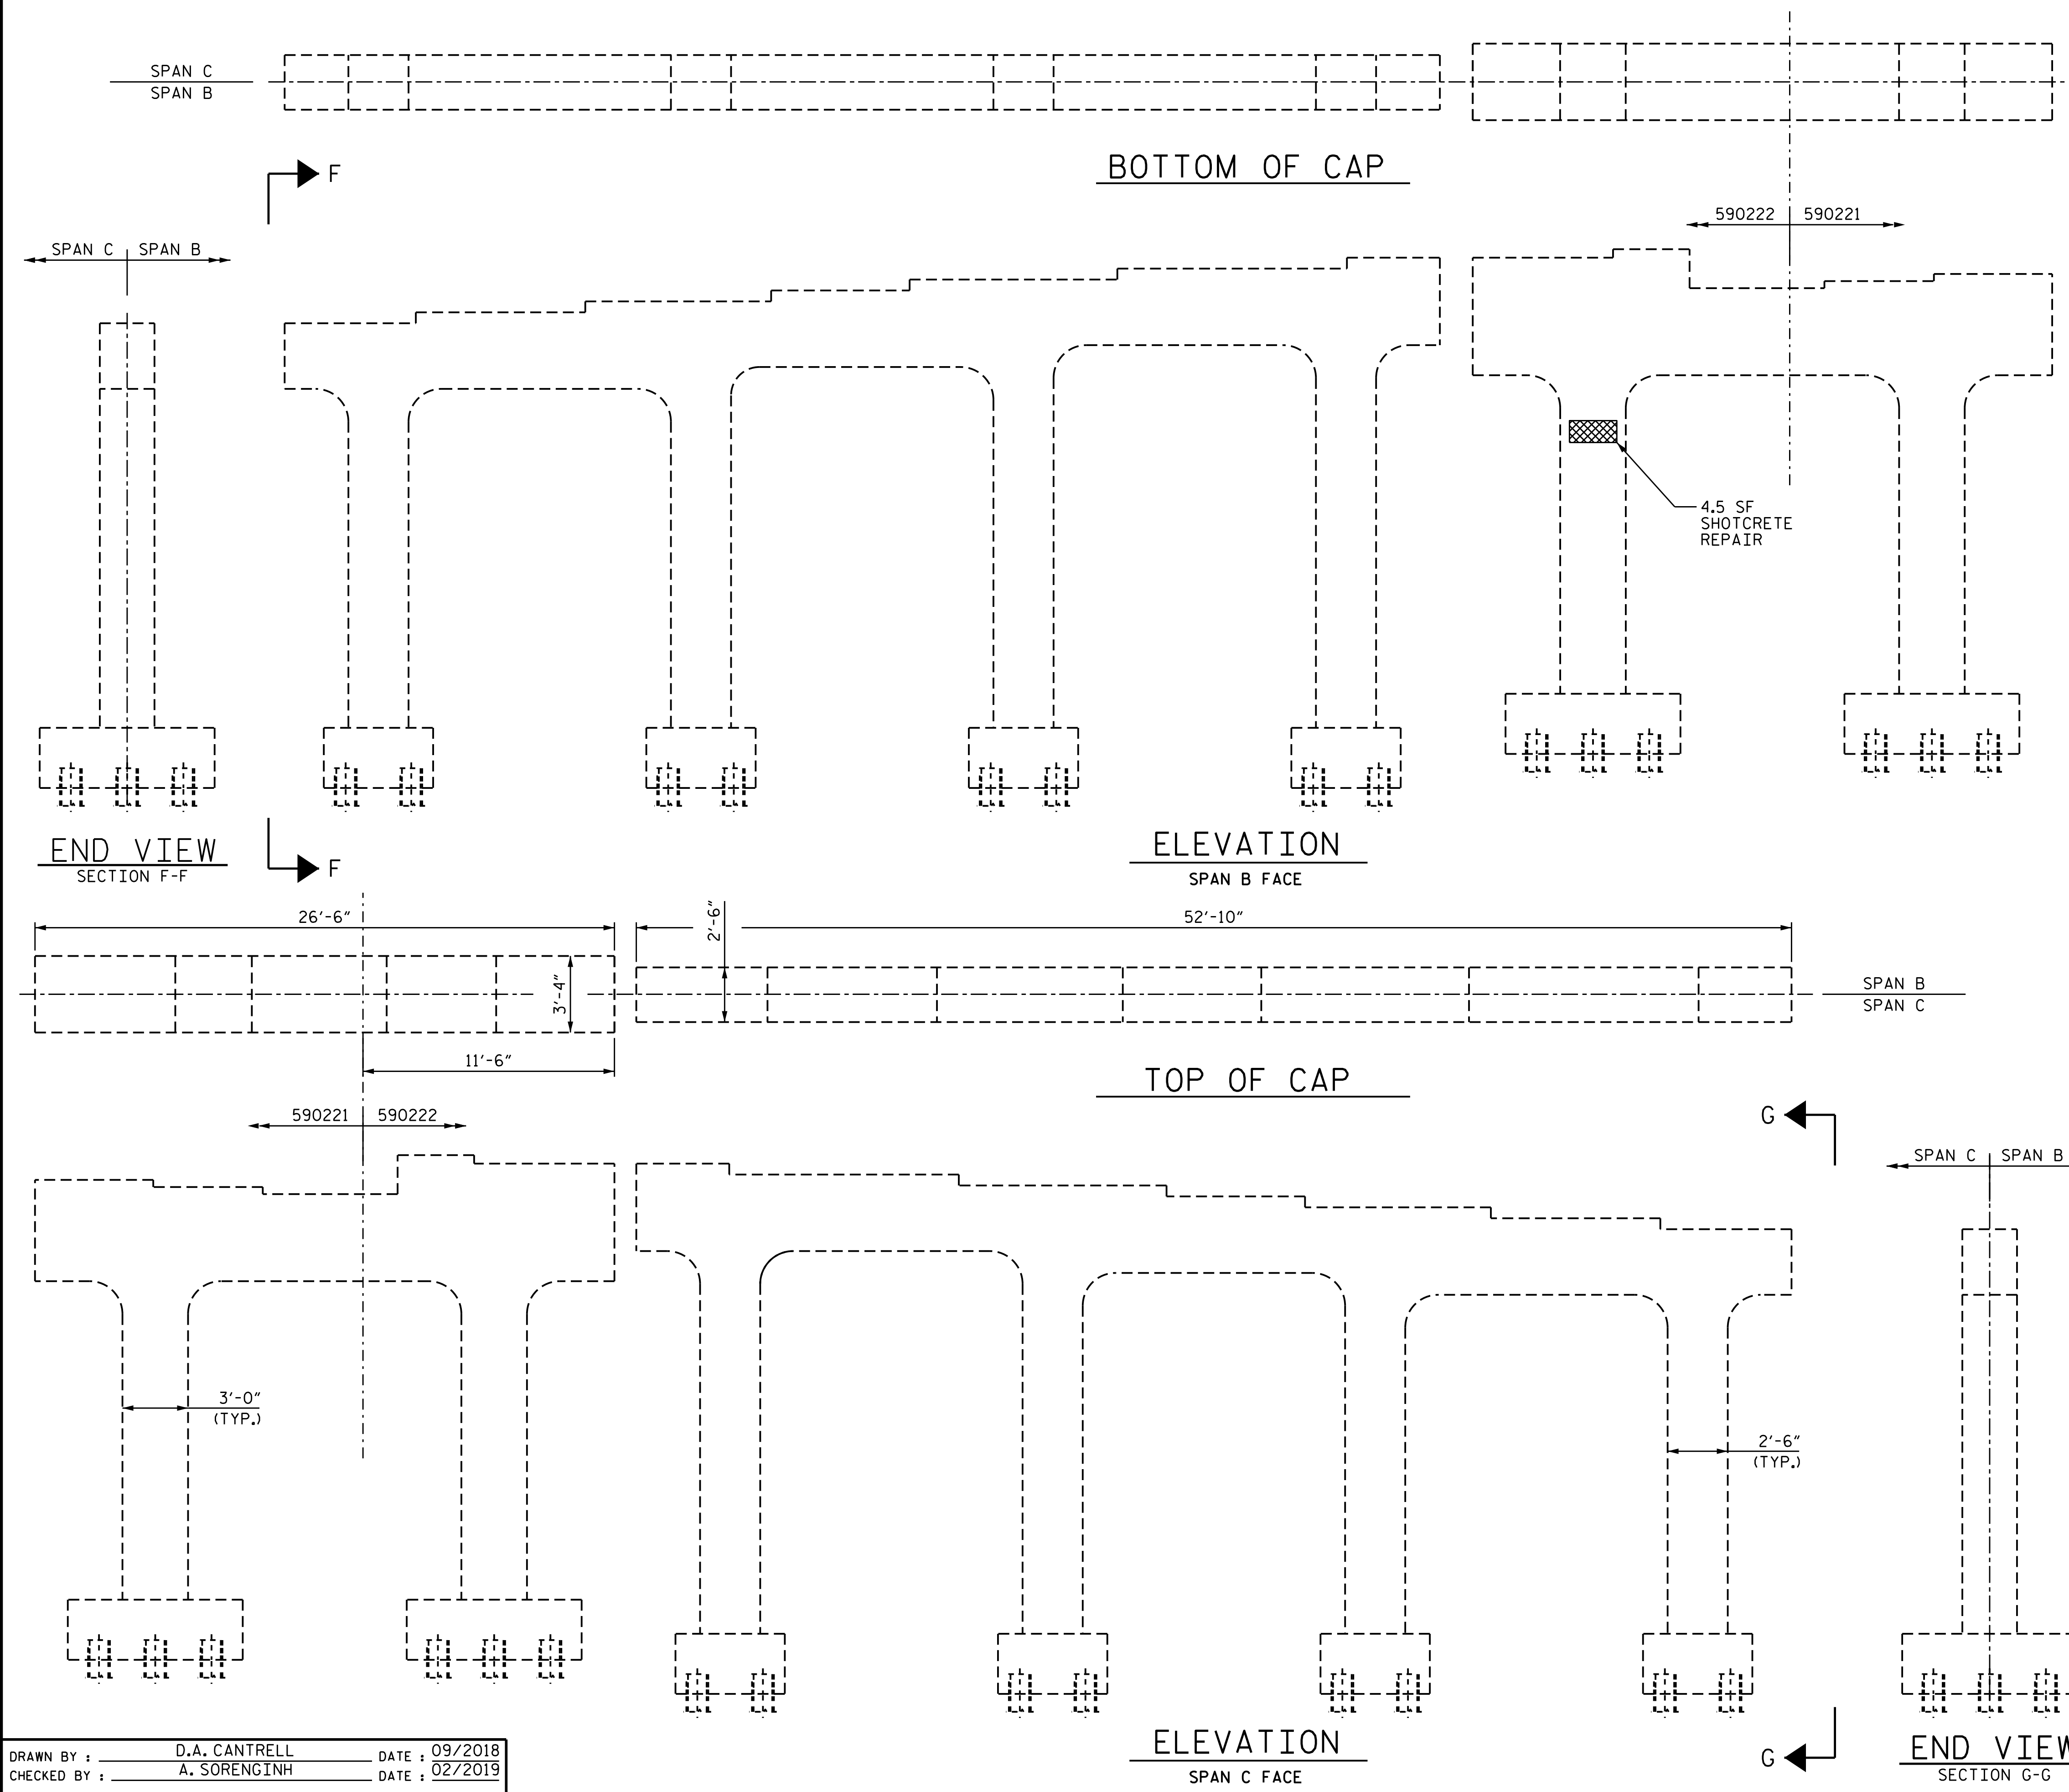 SPAN C
SPAN B
BOTTOM OF CAP
F
590222 590221
SPAN C SPAN B
4.5 SF
SHOTCRETE
REPAIR
END VIEW
SECTION F-F
F
ELEVATION
SPAN B FACE
26'-6"
2'-6"
52'-10"
3'-4"
SPAN B
SPAN C
11'-6"
TOP OF CAP
590221 590222
G
SPAN C SPAN B
3'-0"
(TYP.)
2'-6"
(TYP.)
ELEVATION
SPAN C FACE
G
END VIEW
SECTION G-G
DRAWN BY : D.A. CANTRELL DATE : 09/2018
CHECKED BY : A. SORENGINH DATE : 02/2019